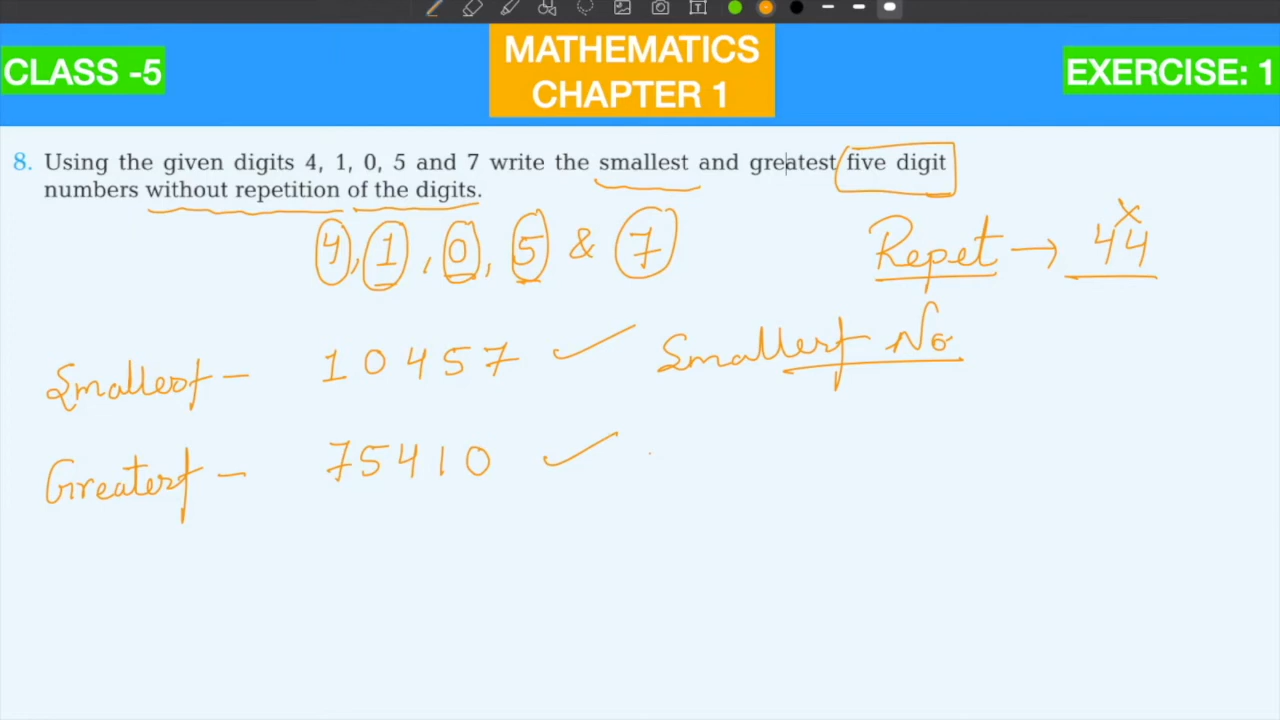 CLASS -5
MATHEMATICS
CHAPTER 1
EXERCISE: 1
8. Using the given digits 4, 1, 0, 5 and 7 write the smallest and greatest five digit
numbers without repetition of the digits.
4, 1, 0, 5 & 7
Repet → 44
Smallest - 10457 ✓ Smallest No
Greatest - 75410 ✓